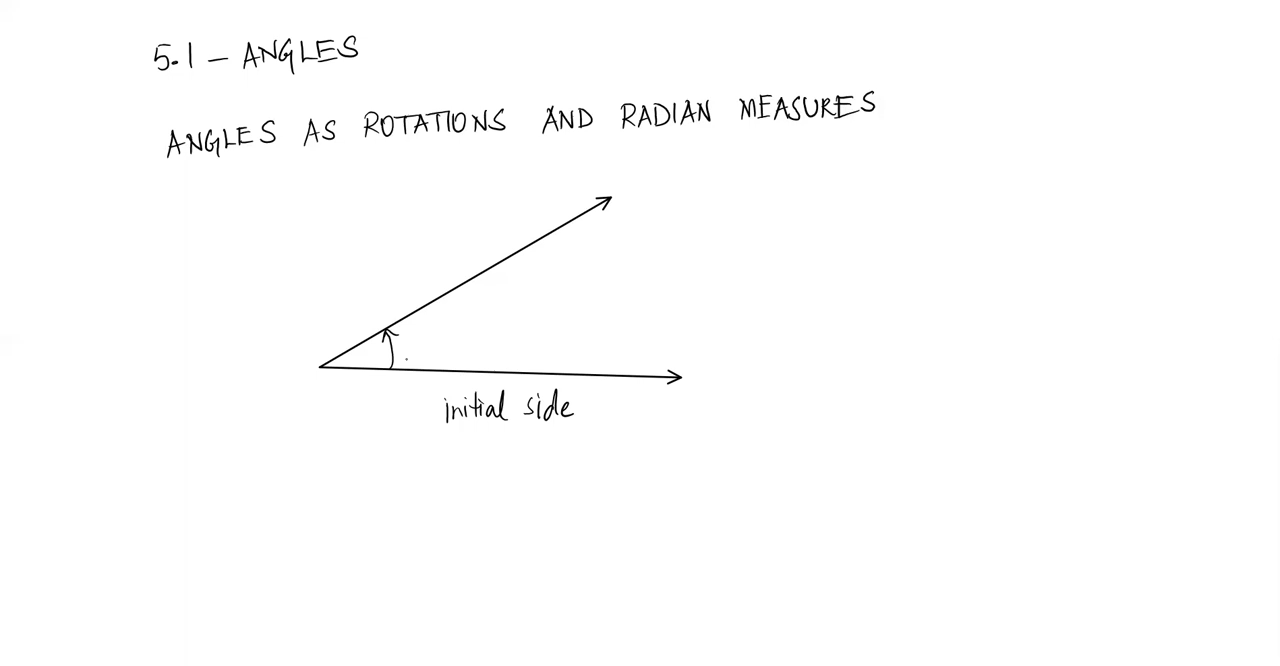 5.1 – ANGLES
ANGLES AS ROTATIONS AND RADIAN MEASURES
initial side